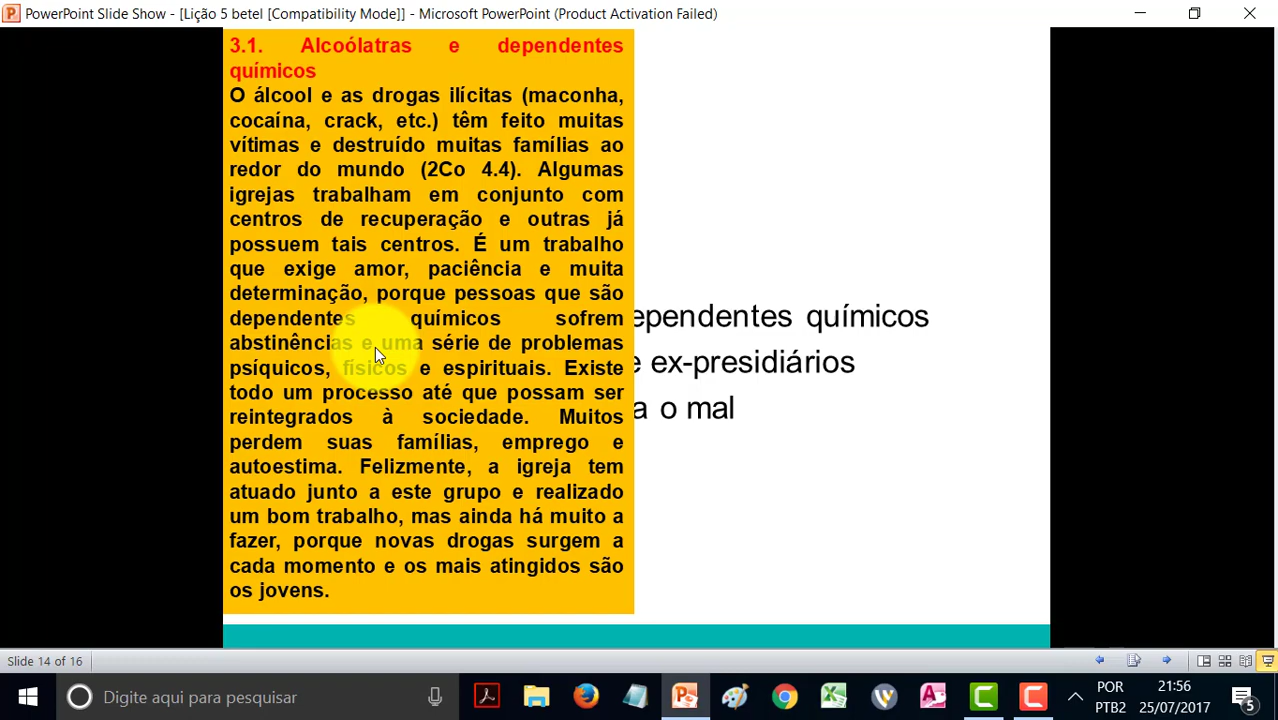 PowerPoint Slide Show - [Lição 5 betel [Compatibility Mode]] - Microsoft PowerPoint (Product Activation Failed)
3.1. Alcoólatras e dependentes
químicos
O álcool e as drogas ilícitas (maconha,
cocaína, crack, etc.) têm feito muitas
vítimas e destruído muitas famílias ao
redor do mundo (2Co 4.4). Algumas
igrejas trabalham em conjunto com
centros de recuperação e outras já
possuem tais centros. É um trabalho
que exige amor, paciência e muita
determinação, porque pessoas que são
dependentes químicos sofrem
abstinências e uma série de problemas
psíquicos, físicos e espirituais. Existe
todo um processo até que possam ser
reintegrados à sociedade. Muitos
perdem suas famílias, emprego e
autoestima. Felizmente, a igreja tem
atuado junto a este grupo e realizado
um bom trabalho, mas ainda há muito a
fazer, porque novas drogas surgem a
cada momento e os mais atingidos são
os jovens.
ependentes químicos
e ex-presidiários
a o mal
Slide 14 of 16
Digite aqui para pesquisar
POR
PTB2
21:56
25/07/2017
5